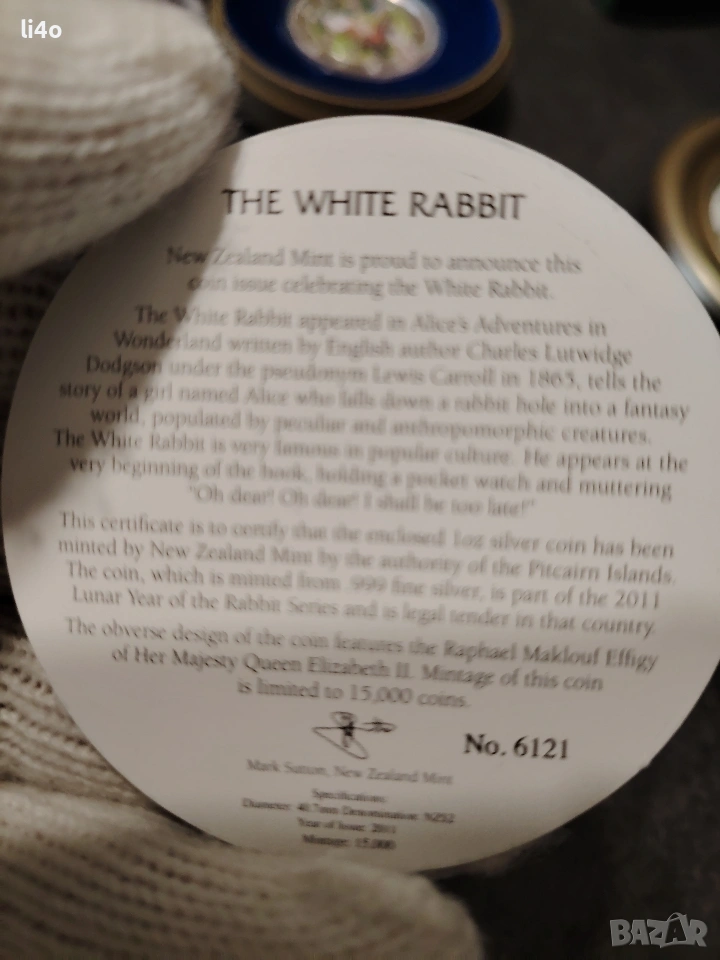 li4o
THE WHITE RABBIT
New Zealand Mint is proud to announce this
coin issue celebrating the White Rabbit.
The White Rabbit appeared in Alice's Adventures in
Wonderland written by English author Charles Lutwidge
Dodgson under the pseudonym Lewis Carroll in 1865, tells the
story of a girl named Alice who falls down a rabbit hole into a fantasy
world, populated by peculiar and anthropomorphic creatures.
The White Rabbit is very famous in popular culture. He appears at the
very beginning of the book, holding a pocket watch and muttering
"Oh dear! Oh dear! I shall be too late!"
This certificate is to certify that the enclosed 1oz silver coin has been
minted by New Zealand Mint by the authority of the Pitcairn Islands.
The coin, which is minted from .999 fine silver, is part of the 2011
Lunar Year of the Rabbit Series and is legal tender in that country.
The obverse design of the coin features the Raphael Maklouf Effigy
of Her Majesty Queen Elizabeth II. Mintage of this coin
is limited to 15,000 coins.
No. 6121
Mark Sutton, New Zealand Mint
Specifications
Diameter: 40.7mm Denomination: NZ$2
Year of Issue: 2011
Mintage: 15,000
BAZAR